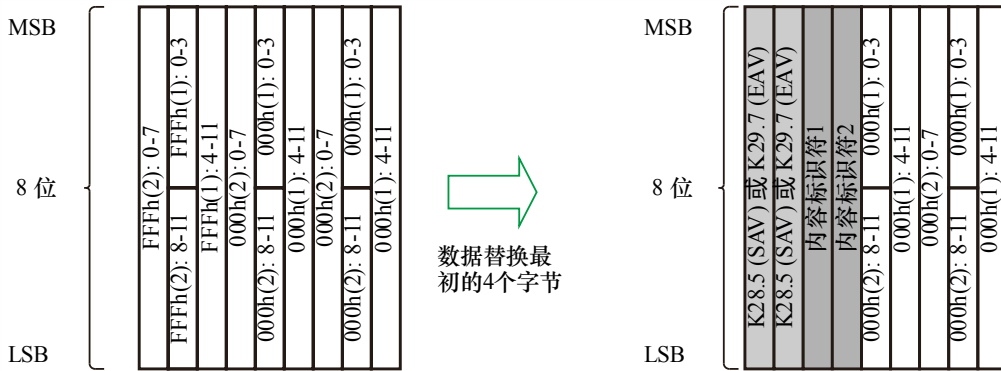 MSB
8 位
LSB
FFFh(2): 0-7
FFFh(1): 0-3
FFFh(2): 8-11
FFFh(1): 4-11
000h(2): 0-7
000h(1): 0-3
000h(2): 8-11
000h(1): 4-11
000h(2): 0-7
000h(1): 0-3
000h(2): 8-11
000h(1): 4-11
数据替换最
初的4个字节
MSB
8 位
LSB
K28.5 (SAV) 或 K29.7 (EAV)
K28.5 (SAV) 或 K29.7 (EAV)
内容标识符1
内容标识符2
000h(1): 0-3
000h(2): 8-11
000h(1): 4-11
000h(2): 0-7
000h(1): 0-3
000h(2): 8-11
000h(1): 4-11